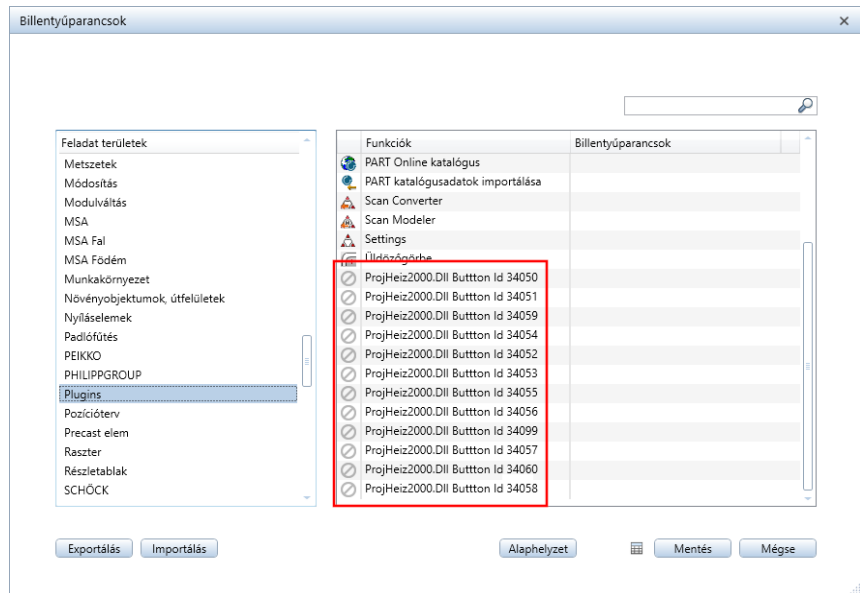 Billentyűparancsok
Feladat területek
Metszetek
Módosítás
Modulváltás
MSA
MSA Fal
MSA Födém
Munkakörnyezet
Növényobjektumok, útfelületek
Nyíláselemek
Padlófűtés
PEIKKO
PHILIPPGROUP
Plugins
Pozícióterv
Precast elem
Raszter
Részletablak
SCHÖCK
Funkciók Billentyűparancsok
PART Online katalógus
PART katalógusadatok importálása
Scan Converter
Scan Modeler
Settings
Üldözőgörbe
ProjHeiz2000.Dll Buttton Id 34050
ProjHeiz2000.Dll Buttton Id 34051
ProjHeiz2000.Dll Buttton Id 34059
ProjHeiz2000.Dll Buttton Id 34054
ProjHeiz2000.Dll Buttton Id 34052
ProjHeiz2000.Dll Buttton Id 34053
ProjHeiz2000.Dll Buttton Id 34055
ProjHeiz2000.Dll Buttton Id 34056
ProjHeiz2000.Dll Buttton Id 34099
ProjHeiz2000.Dll Buttton Id 34057
ProjHeiz2000.Dll Buttton Id 34060
ProjHeiz2000.Dll Buttton Id 34058
Exportálás Importálás Alaphelyzet Mentés Mégse